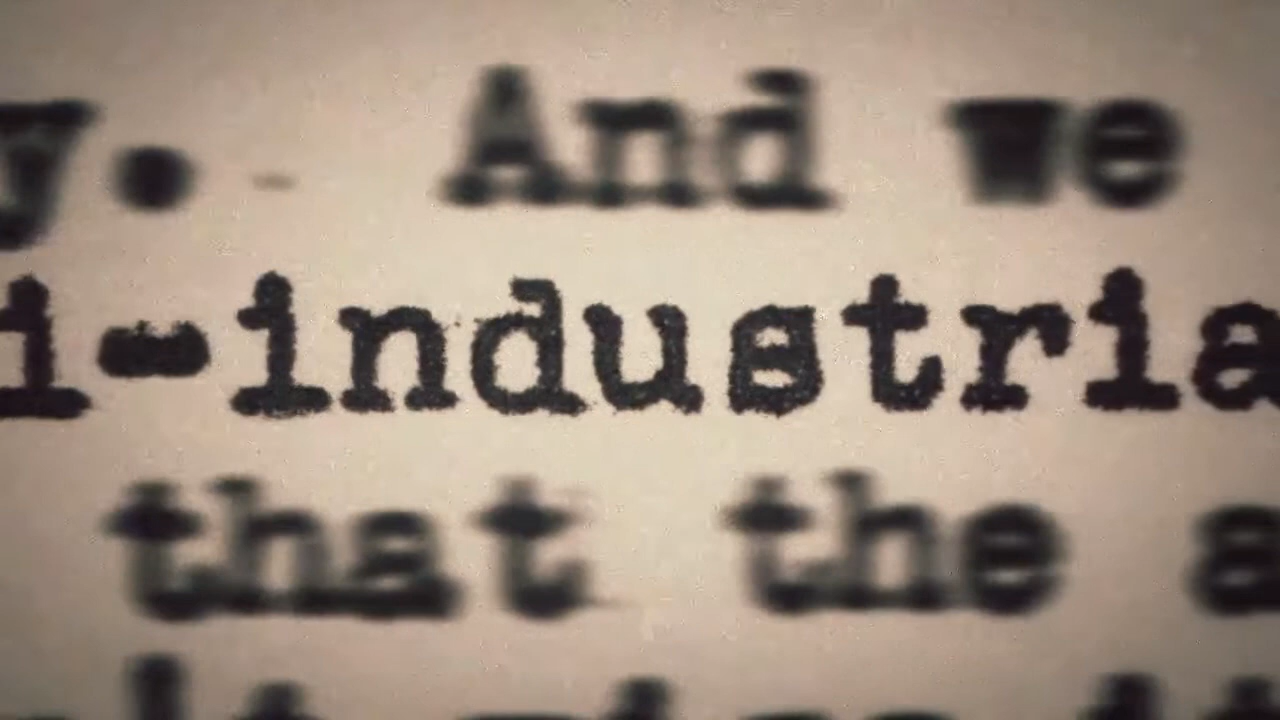 y. - And we
i-industria
that the a